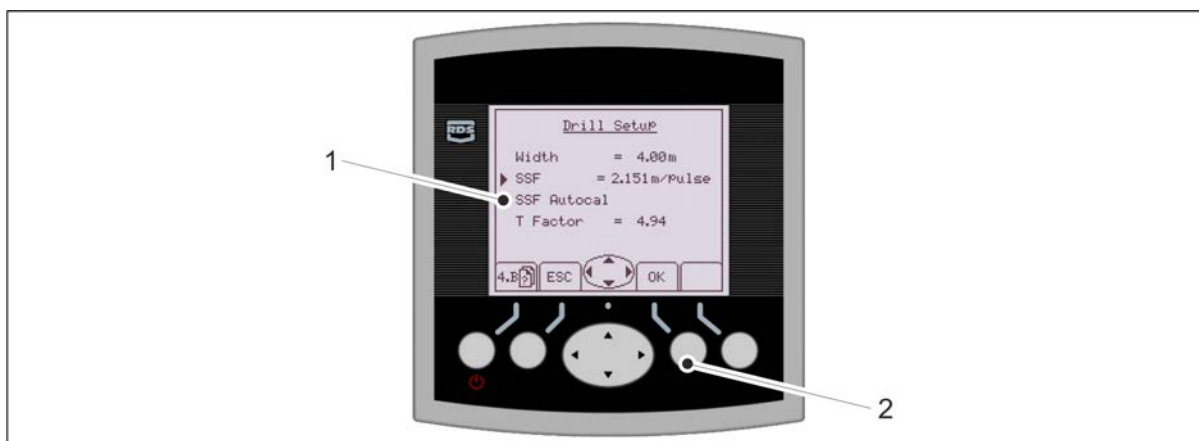 RDS
Drill Setup
Width = 4.00m
SSF = 2.151m/pulse
1
SSF Autocal
T Factor = 4.94
4.B ESC OK
2